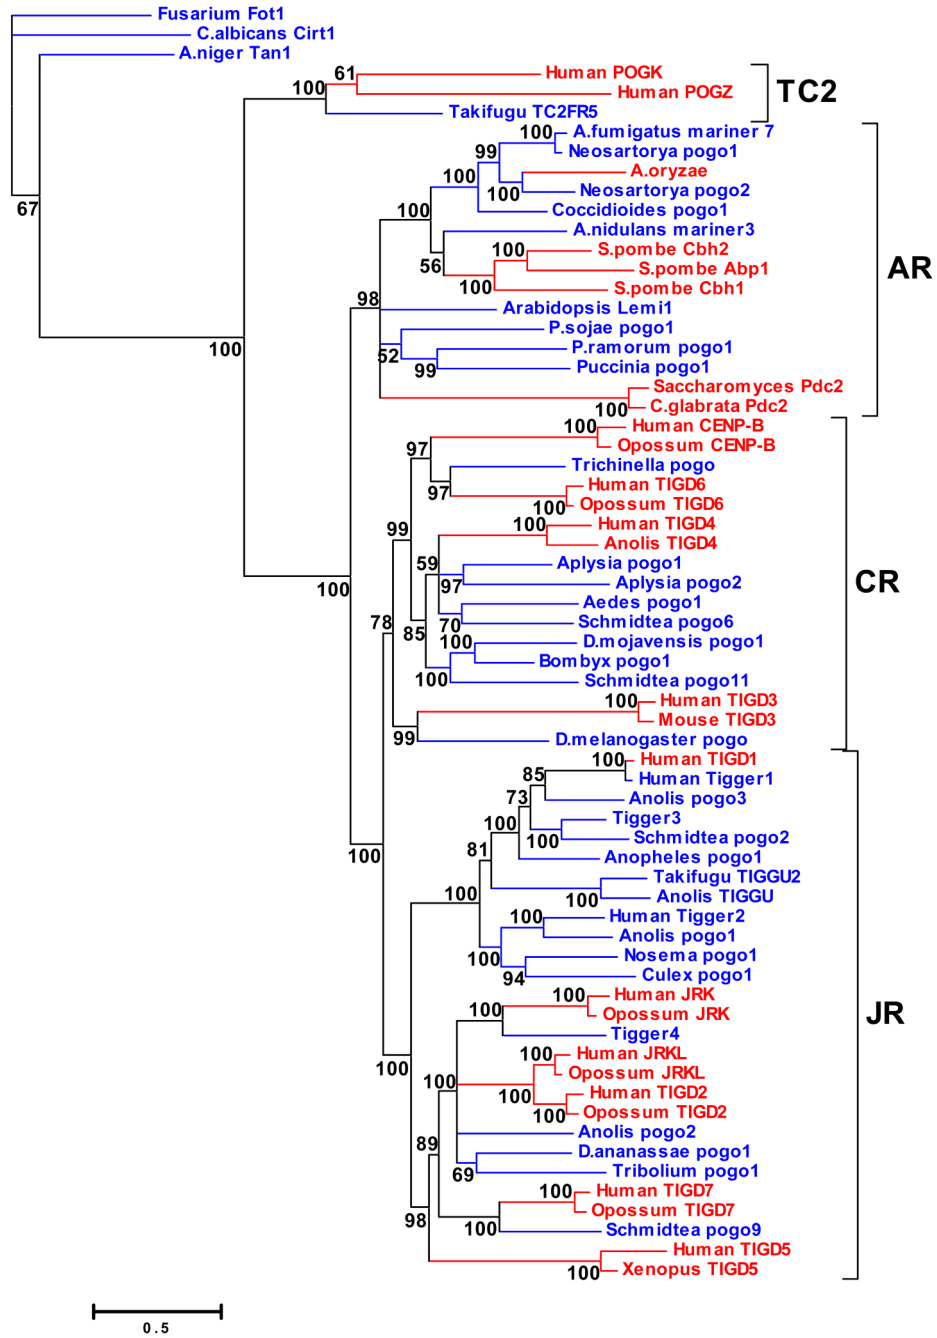 Fusarium Fot1
C.albicans Cirt1
A.niger Tan1
67
Human POGK
61
Human POGZ
100
TC2
Takifugu TC2FR5
A.fumigatus mariner 7
100
Neosartorya pogo1
99
A.oryzae
100
Neosartorya pogo2
100
Coccidioides pogo1
100
A.nidulans mariner3
S.pombe Cbh2
100
56
S.pombe Abp1
AR
100
S.pombe Cbh1
98
Arabidopsis Lemi1
P.sojae pogo1
100
P.ramorum pogo1
52
99
Puccinia pogo1
Saccharomyces Pdc2
100
C.glabrata Pdc2
Human CENP-B
100
Opossum CENP-B
97
Trichinella pogo
Human TIGD6
97
Opossum TIGD6
100
Human TIGD4
100
99
Anolis TIGD4
Aplysia pogo1
59
97
Aplysia pogo2
CR
100
Aedes pogo1
Schmidtea pogo6
78
70
85
D.mojavensis pogo1
100
Bombyx pogo1
100
Schmidtea pogo11
Human TIGD3
100
Mouse TIGD3
99
D.melanogaster pogo
Human TIGD1
100
Human Tigger1
85
Anolis pogo3
73
Tigger3
100
Schmidtea pogo2
100
100
81
Anopheles pogo1
Takifugu TIGGU2
100
Anolis TIGGU
100
Human Tigger2
100
Anolis pogo1
100
Nosema pogo1
94
Culex pogo1
Human JRK
100
Opossum JRK
JR
100
Tigger4
Human JRKL
100
100
Opossum JRKL
100
Human TIGD2
100
100
Opossum TIGD2
Anolis pogo2
89
D.ananassae pogo1
69
Tribolium pogo1
Human TIGD7
100
Opossum TIGD7
98
100
Schmidtea pogo9
Human TIGD5
100
Xenopus TIGD5
0.5